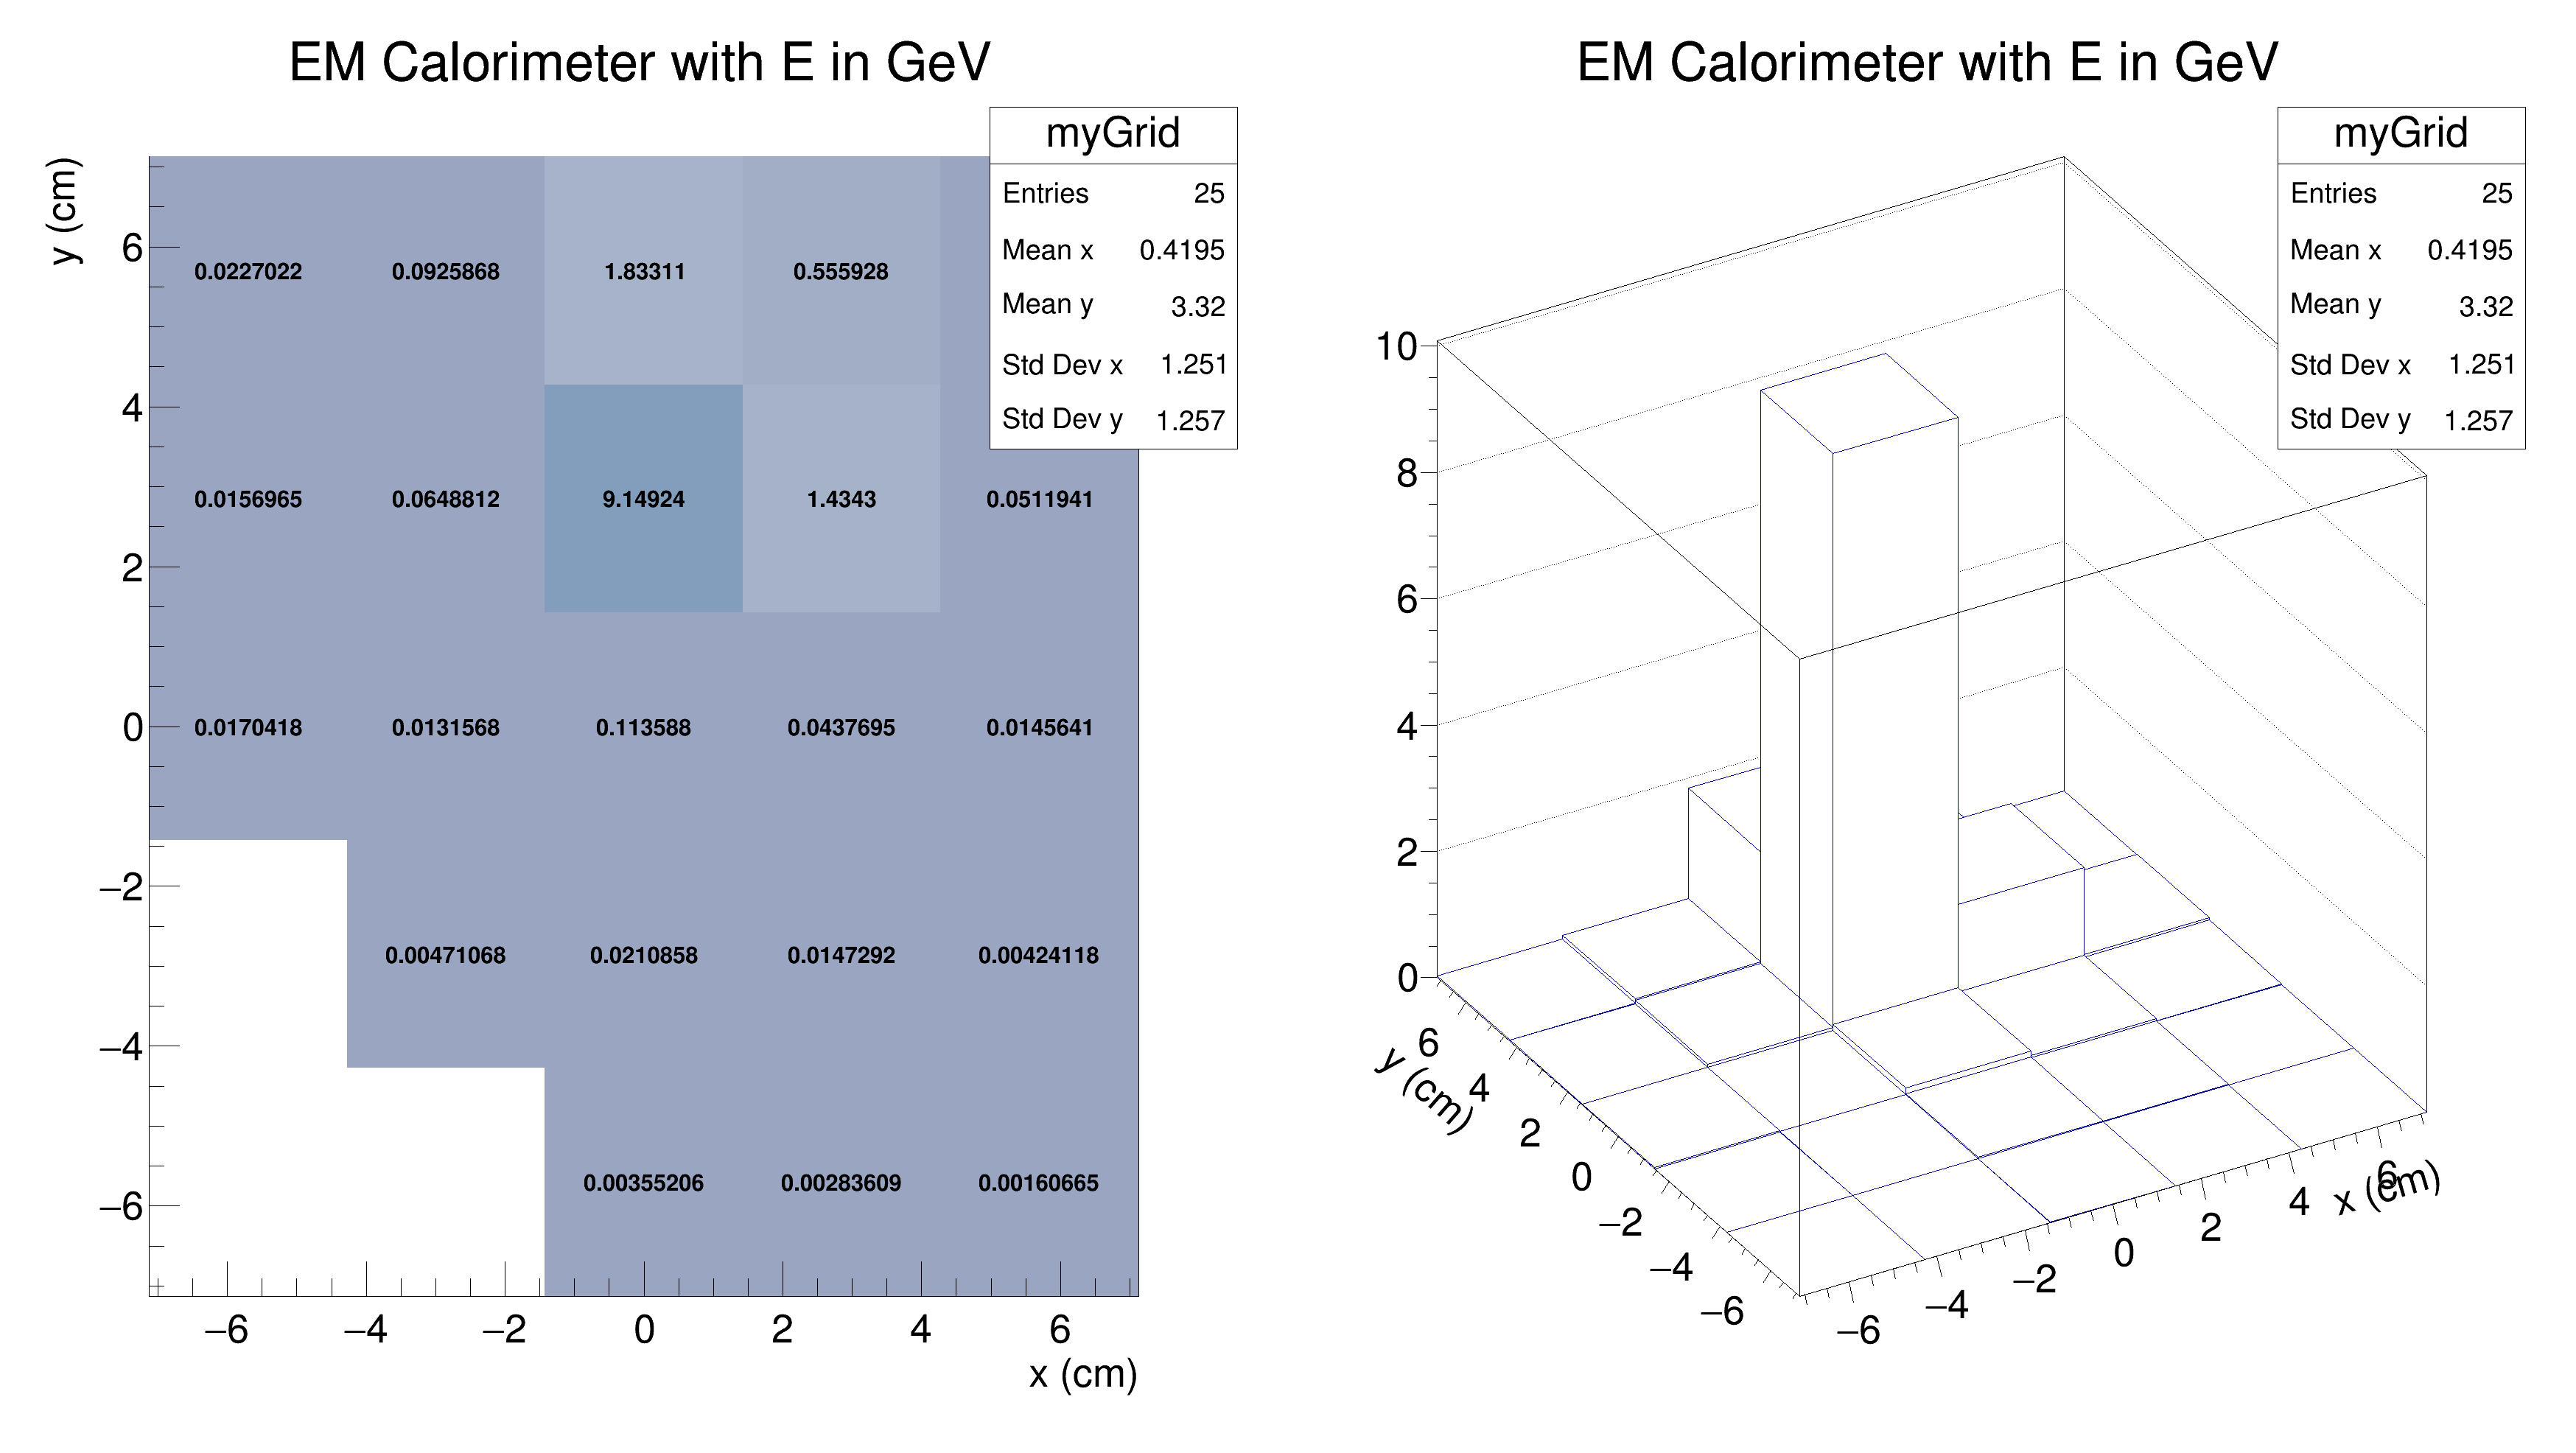 EM Calorimeter with E in GeV
myGrid
Entries 25
Mean x 0.4195
Mean y 3.32
Std Dev x 1.251
Std Dev y 1.257
y (cm)
6
4
2
0
−2
−4
−6
0.0227022 0.0925868 1.83311 0.555928
0.0156965 0.0648812 9.14924 1.4343 0.0511941
0.0170418 0.0131568 0.113588 0.0437695 0.0145641
0.00471068 0.0210858 0.0147292 0.00424118
0.00355206 0.00283609 0.00160665
−6 −4 −2 0 2 4 6
x (cm)
EM Calorimeter with E in GeV
myGrid
Entries 25
Mean x 0.4195
Mean y 3.32
Std Dev x 1.251
Std Dev y 1.257
10
8
6
4
2
0
6
4
2
0
−2
−4
−6
y (cm)
−6 −4 −2 0 2 4 6
x (cm)